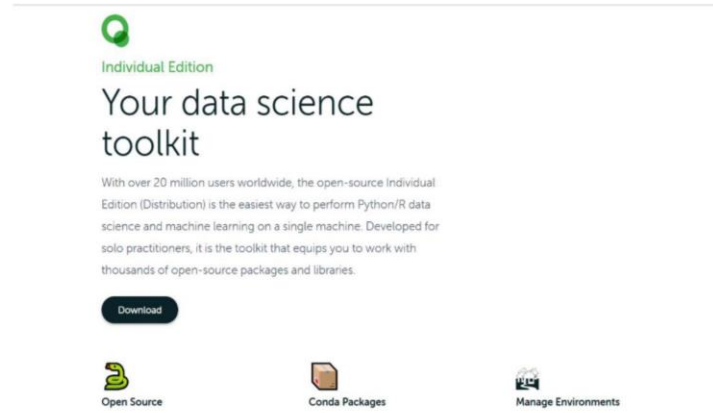 Individual Edition
Your data science
toolkit
With over 20 million users worldwide, the open-source Individual
Edition (Distribution) is the easiest way to perform Python/R data
science and machine learning on a single machine. Developed for
solo practitioners, it is the toolkit that equips you to work with
thousands of open-source packages and libraries.
Download
Open Source
Conda Packages
Manage Environments